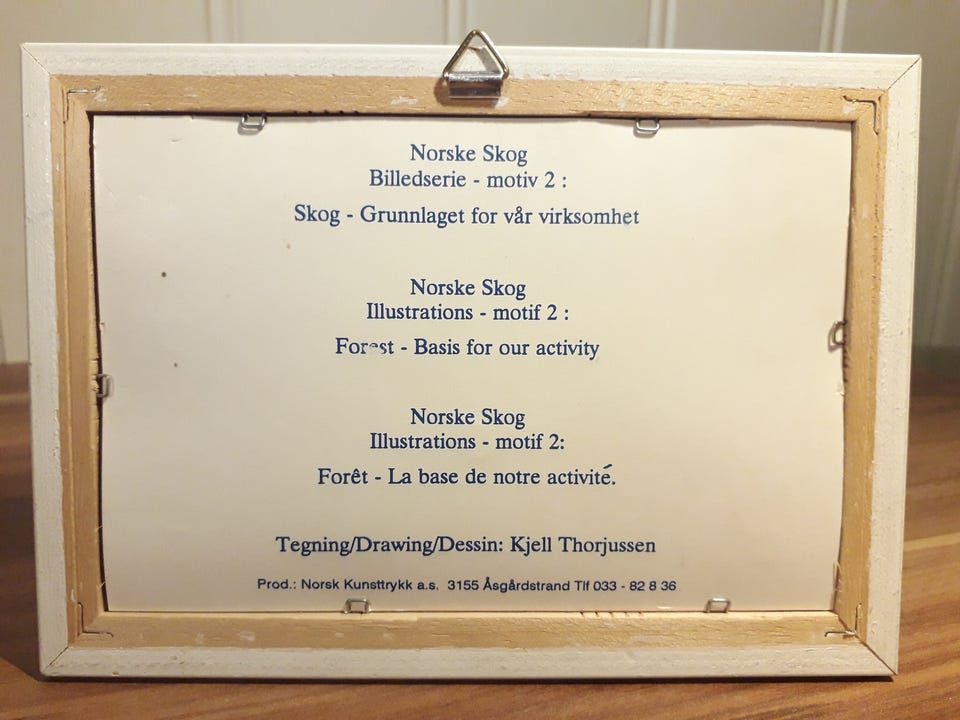 Norske Skog
Billedserie - motiv 2 :
Skog - Grunnlaget for vår virksomhet
Norske Skog
Illustrations - motif 2 :
Forest - Basis for our activity
Norske Skog
Illustrations - motif 2:
Forêt - La base de notre activité.
Tegning/Drawing/Dessin: Kjell Thorjussen
Prod.: Norsk Kunsttrykk a.s. 3155 Åsgårdstrand Tlf 033 - 82 8 36